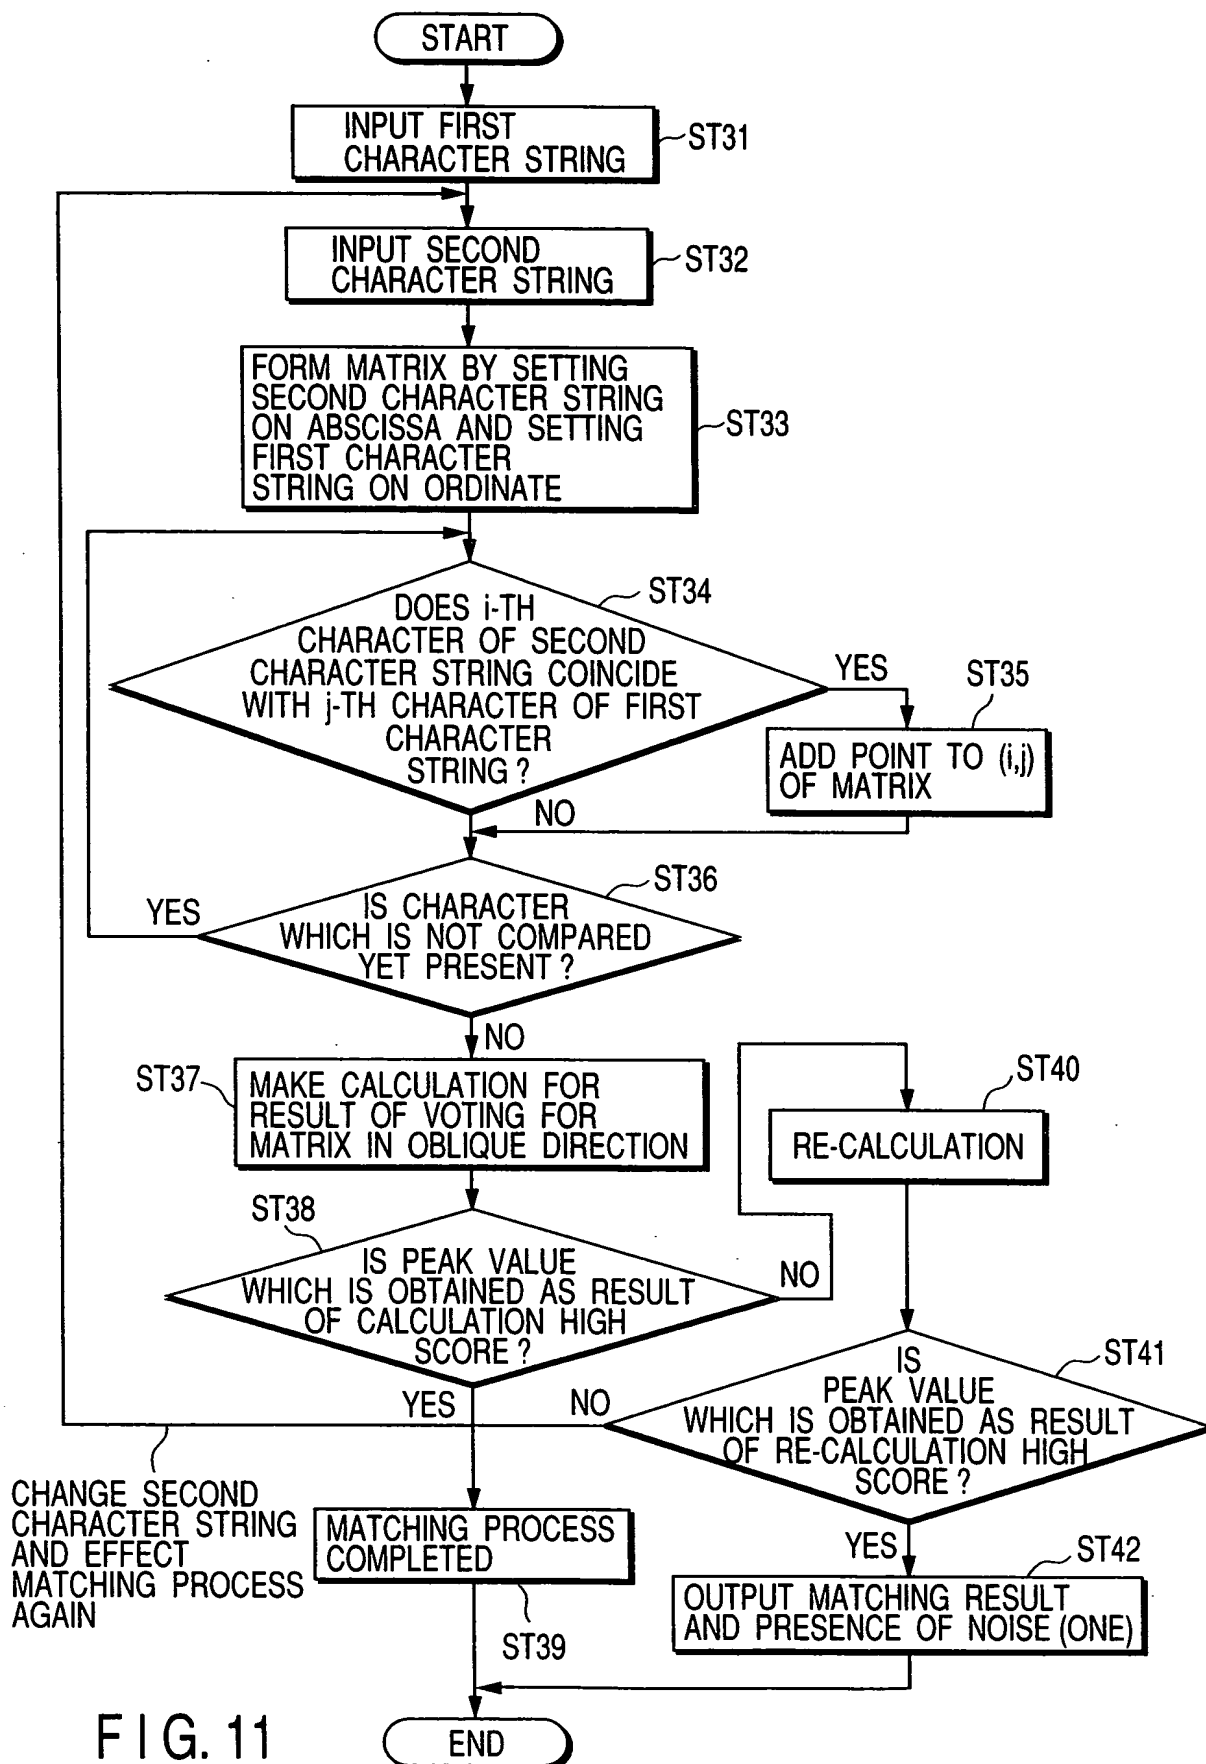 START
INPUT FIRST
CHARACTER STRING
ST31
INPUT SECOND
CHARACTER STRING
ST32
FORM MATRIX BY SETTING
SECOND CHARACTER STRING
ON ABSCISSA AND SETTING
FIRST CHARACTER
STRING ON ORDINATE
ST33
ST34
DOES i-TH
CHARACTER OF SECOND
CHARACTER STRING COINCIDE
WITH j-TH CHARACTER OF FIRST
CHARACTER
STRING?
YES
ST35
ADD POINT TO (i,j)
OF MATRIX
NO
ST36
IS CHARACTER
WHICH IS NOT COMPARED
YET PRESENT?
YES
NO
ST37
MAKE CALCULATION FOR
RESULT OF VOTING FOR
MATRIX IN OBLIQUE DIRECTION
ST40
RE-CALCULATION
ST38
IS PEAK VALUE
WHICH IS OBTAINED AS RESULT
OF CALCULATION HIGH
SCORE?
NO
YES
NO
ST41
IS
PEAK VALUE
WHICH IS OBTAINED AS RESULT
OF RE-CALCULATION HIGH
SCORE?
CHANGE SECOND
CHARACTER STRING
AND EFFECT
MATCHING PROCESS
AGAIN
MATCHING PROCESS
COMPLETED
ST39
YES
ST42
OUTPUT MATCHING RESULT
AND PRESENCE OF NOISE (ONE)
END
FIG. 11